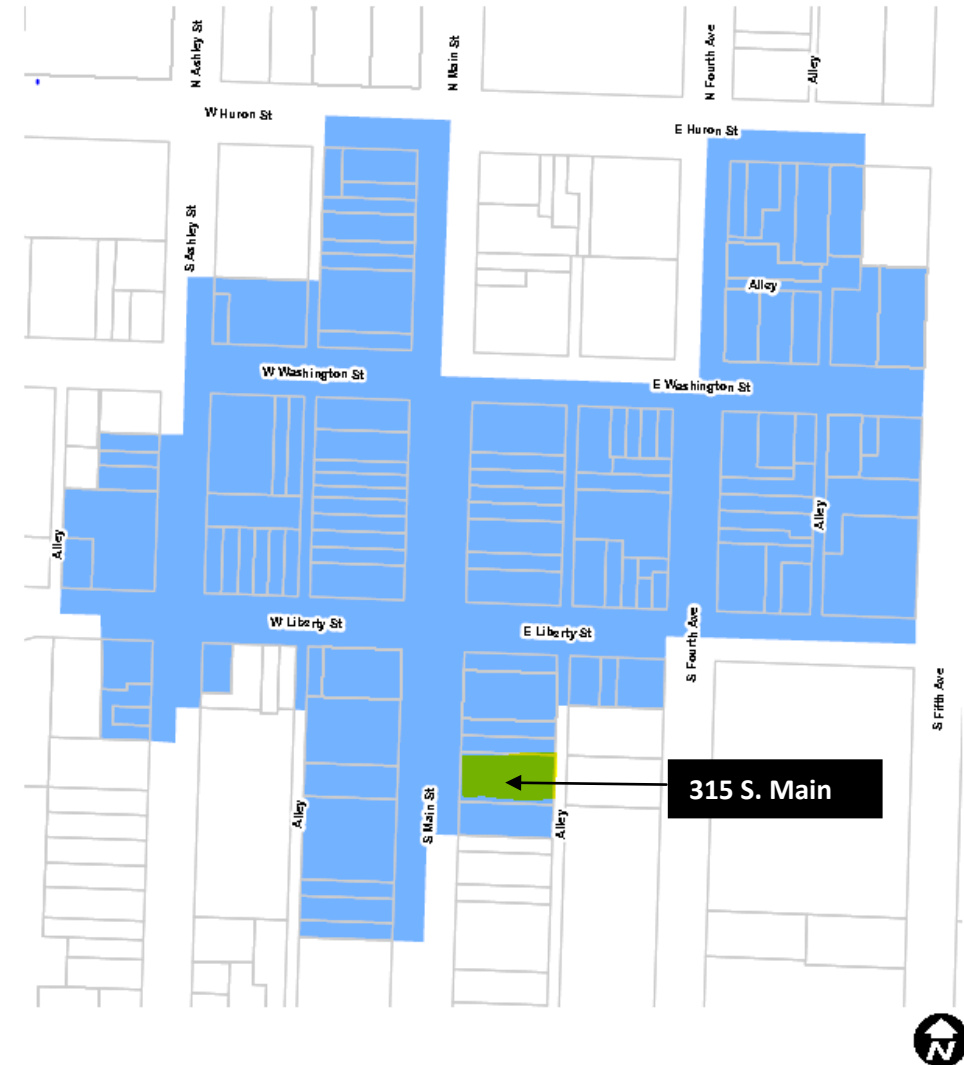 N Ashley St
N Main St
N Fourth Ave
Alley
W Huron St
E Huron St
S Ashley St
Alley
W Washington St
E Washington St
Alley
Alley
W Liberty St
E Liberty St
S Fourth Ave
S Fifth Ave
315 S. Main
Alley
S Main St
Alley
N